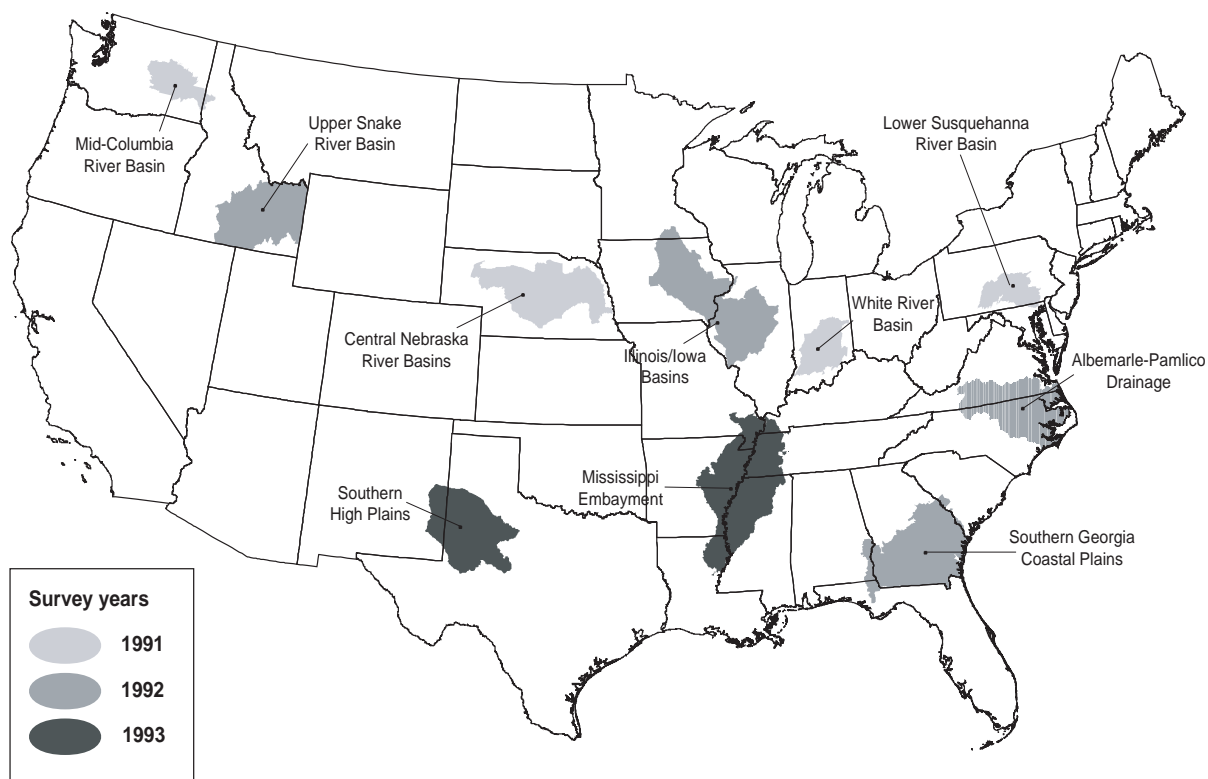 Mid-Columbia
River Basin
Upper Snake
River Basin
Lower Susquehanna
River Basin
Central Nebraska
River Basins
Illinois/Iowa
Basins
White River
Basin
Albemarle-Pamlico
Drainage
Mississippi
Embayment
Southern
High Plains
Southern Georgia
Coastal Plains
Survey years
1991
1992
1993